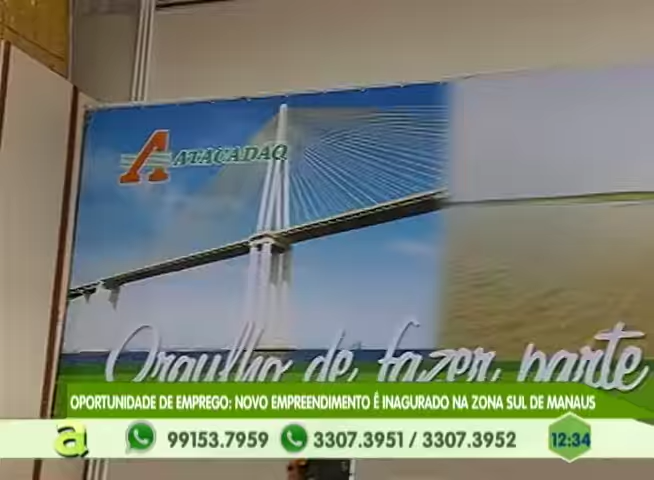 ATACADAO
Orgulho de fazer parte
OPORTUNIDADE DE EMPREGO: NOVO EMPREENDIMENTO É INAGURADO NA ZONA SUL DE MANAUS
a
99153.7959
3307.3951 / 3307.3952
12:34